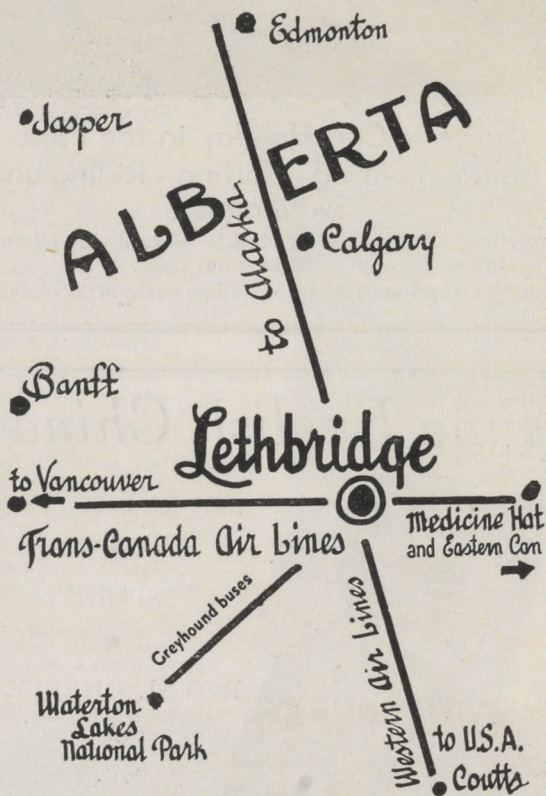 Edmonton
Jasper
ALBERTA
to Alaska
Calgary
Banff
Lethbridge
to Vancouver
Medicine Hat
and Eastern Can
Trans-Canada Air Lines
Greyhound buses
Western Air Lines
Waterton
Lakes
National Park
to U.S.A.
Coutts